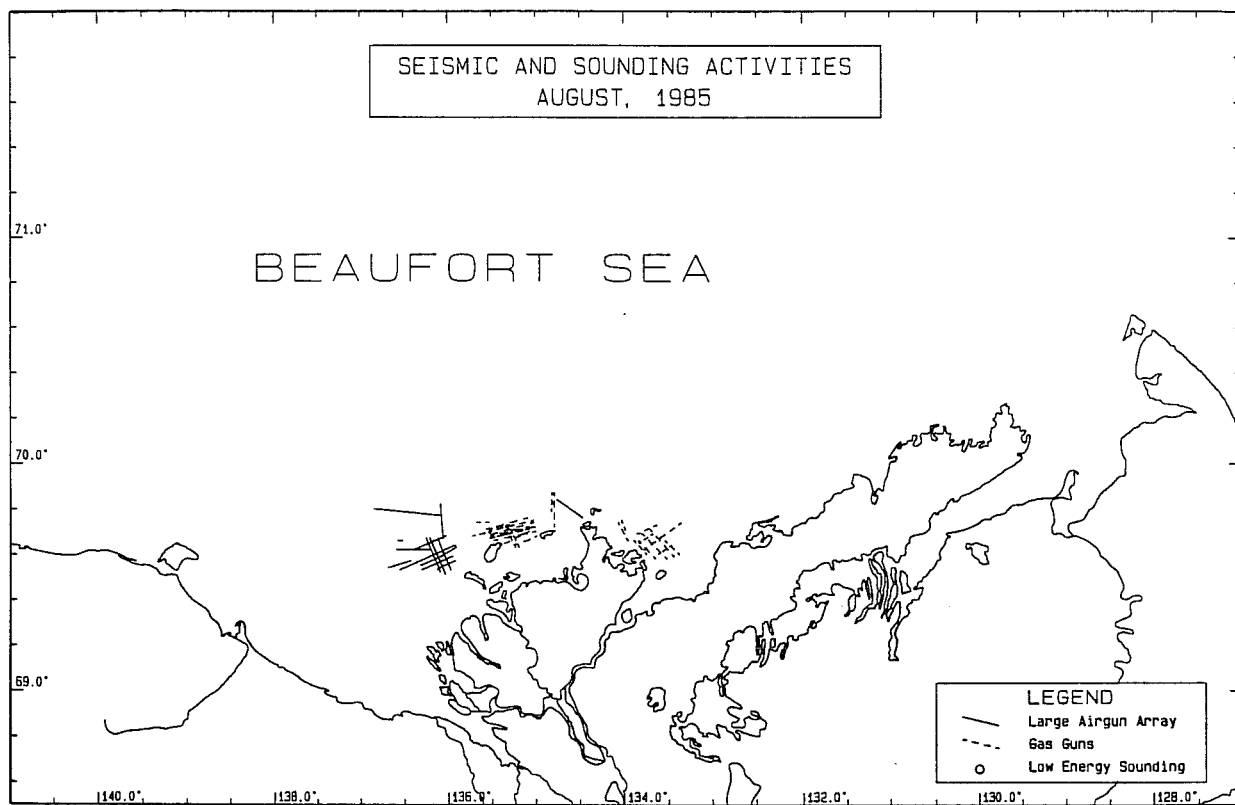 SEISMIC AND SOUNDING ACTIVITIES
AUGUST, 1985
71.0°
BEAUFORT SEA
70.0°
69.0°
LEGEND
Large Airgun Array
Gas Guns
Low Energy Sounding
140.0° 138.0° 136.0° 134.0° 132.0° 130.0° 128.0°